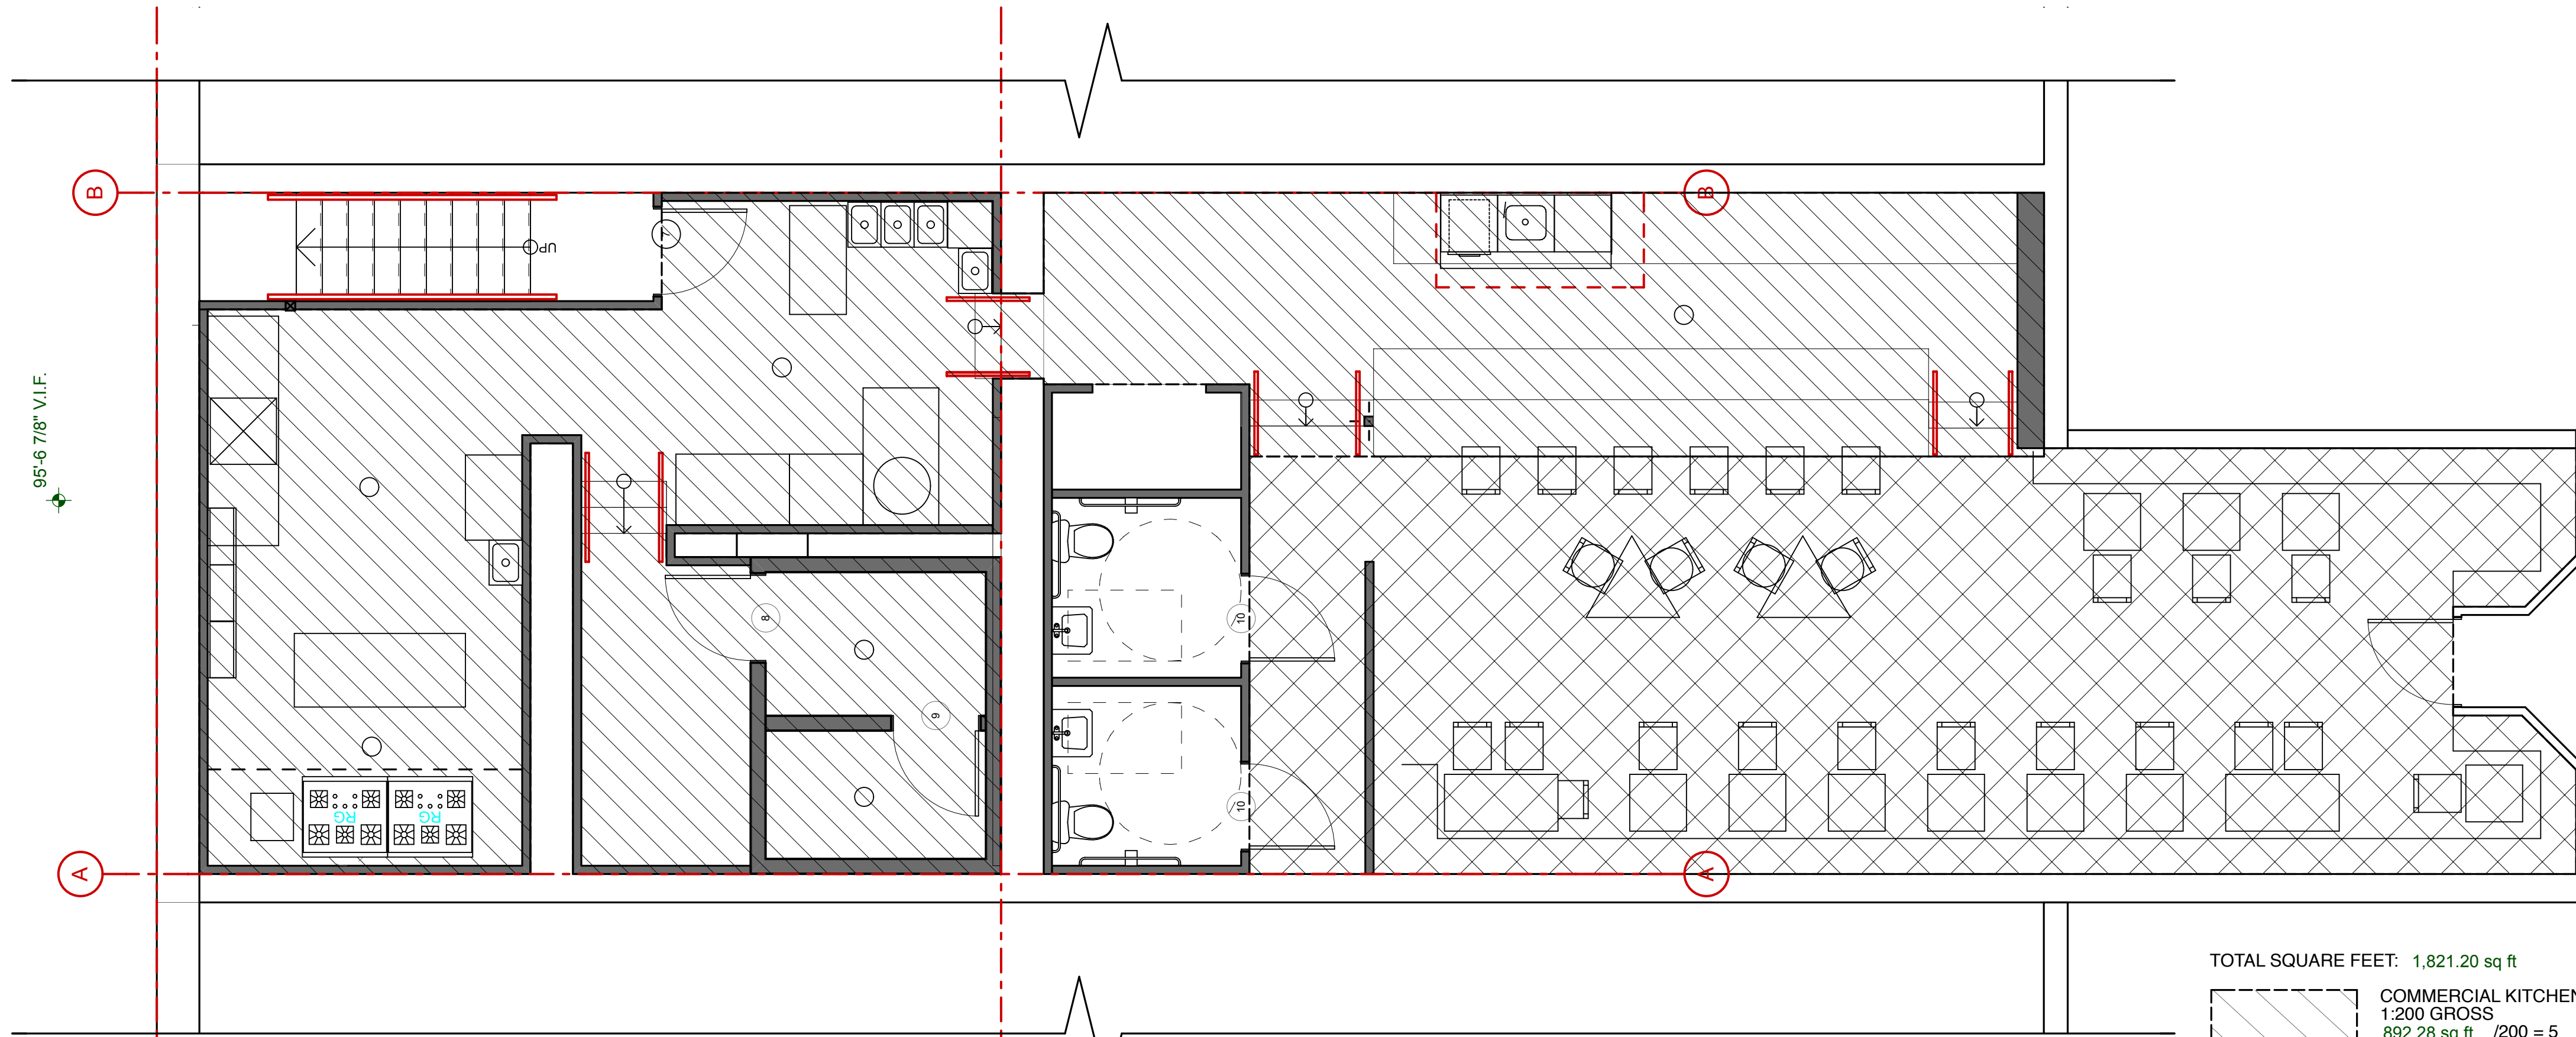 B
B
7
UP
95'-6 7/8" V.I.F.
8
10
9
10
RG
RG
A
A
TOTAL SQUARE FEET: 1,821.20 sq ft
COMMERCIAL KITCHEN
1:200 GROSS
892.28 sq ft /200 = 5